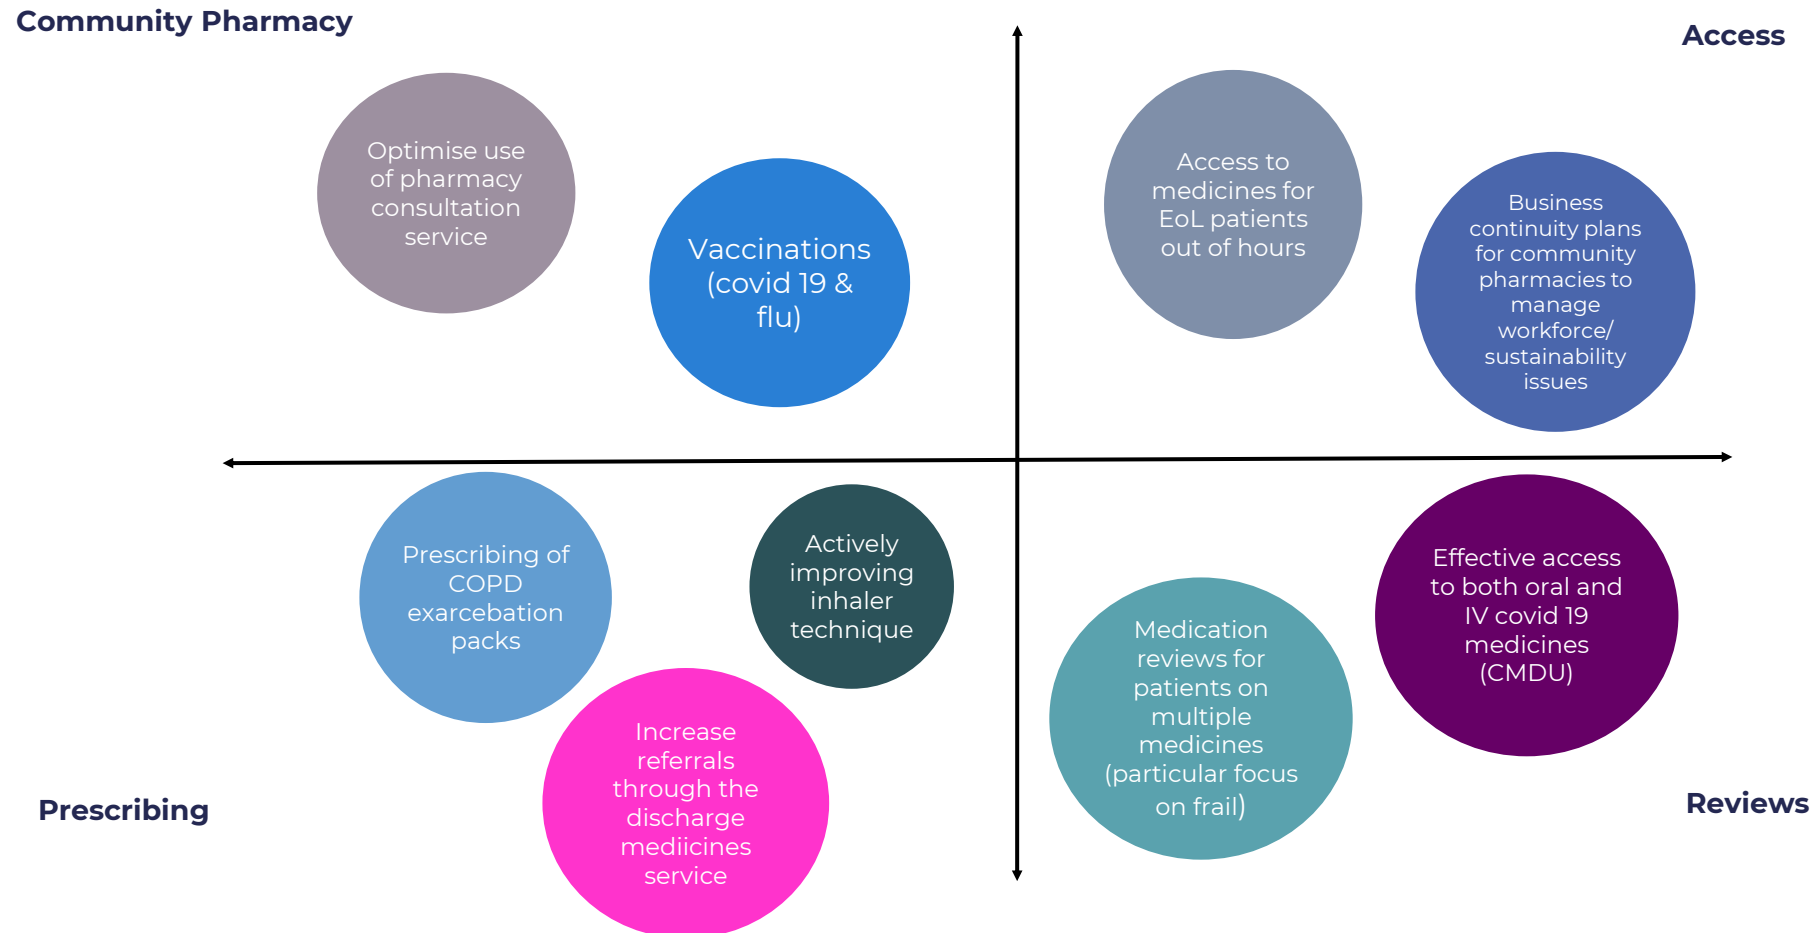 Community Pharmacy
Access
Optimise use
of pharmacy
consultation
service
Vaccinations
(covid 19 &
flu)
Access to
medicines for
EoL patients
out of hours
Business
continuity plans
for community
pharmacies to
manage
workforce/
sustainability
issues
Prescribing of
COPD
exarcebation
packs
Actively
improving
inhaler
technique
Increase
referrals
through the
discharge
mediicines
service
Medication
reviews for
patients on
multiple
medicines
(particular focus
on frail)
Effective access
to both oral and
IV covid 19
medicines
(CMDU)
Prescribing
Reviews